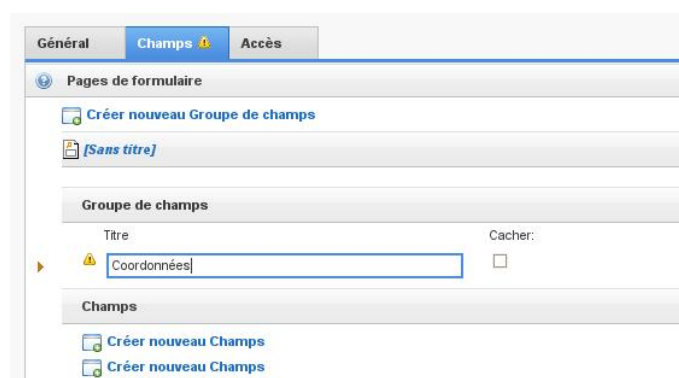 Général Champs Accès
Pages de formulaire
Créer nouveau Groupe de champs
[Sans titre]
Groupe de champs
Titre Cacher:
Coordonnées
Champs
Créer nouveau Champs
Créer nouveau Champs